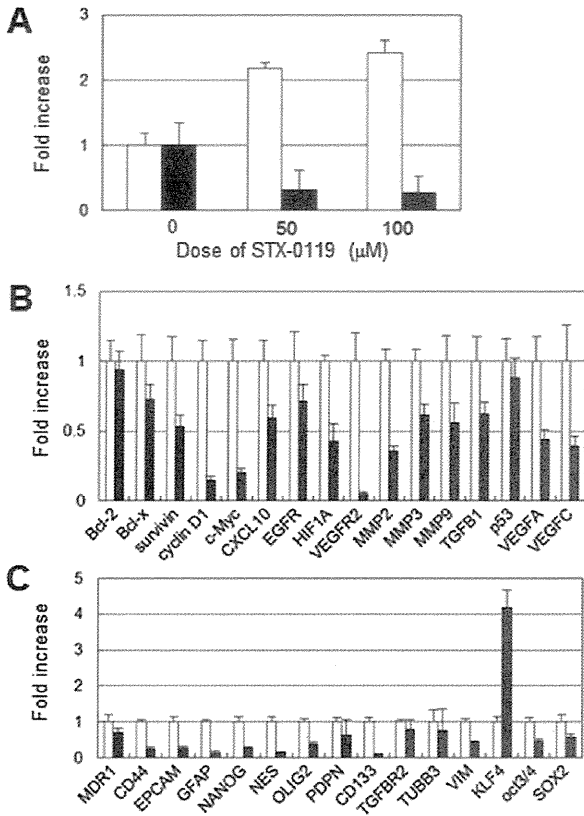 A
Fold increase
3
2
1
0
0
50
100
Dose of STX-0119 (μM)
B
Fold increase
1.5
1
0.5
0
Bcl-2
Bcl-x
survivin
cyclin D1
c-Myc
CXCL10
EGFR
HIF1A
VEGFR2
MMP2
MMP3
MMP9
TGFB1
p53
VEGFA
VEGFC
C
Fold increase
5
4
3
2
1
0
MDR1
CD44
EPCAM
GFAP
NANOG
NES
OLIG2
PDPN
CD133
TGFBR2
TUBB3
VIM
KLF4
oct3/4
SOX2